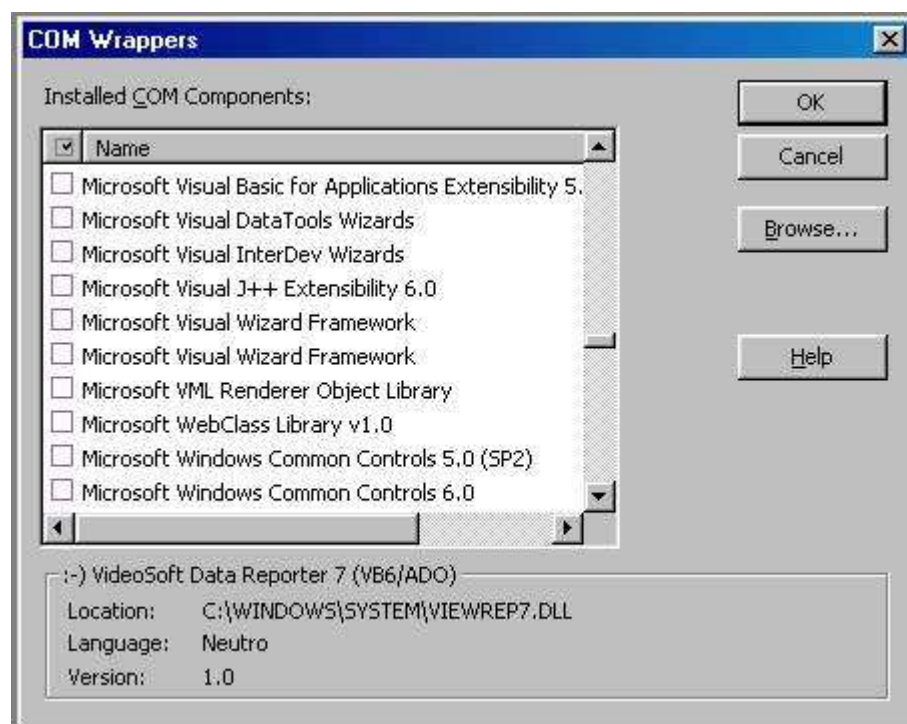 COM Wrappers
Installed COM Components:
Name
Microsoft Visual Basic for Applications Extensibility 5.
Microsoft Visual DataTools Wizards
Microsoft Visual InterDev Wizards
Microsoft Visual J++ Extensibility 6.0
Microsoft Visual Wizard Framework
Microsoft Visual Wizard Framework
Microsoft VML Renderer Object Library
Microsoft WebClass Library v1.0
Microsoft Windows Common Controls 5.0 (SP2)
Microsoft Windows Common Controls 6.0
OK
Cancel
Browse...
Help
:-) VideoSoft Data Reporter 7 (VB6/ADO)
Location: C:\WINDOWS\SYSTEM\VIEWREP7.DLL
Language: Neutro
Version: 1.0